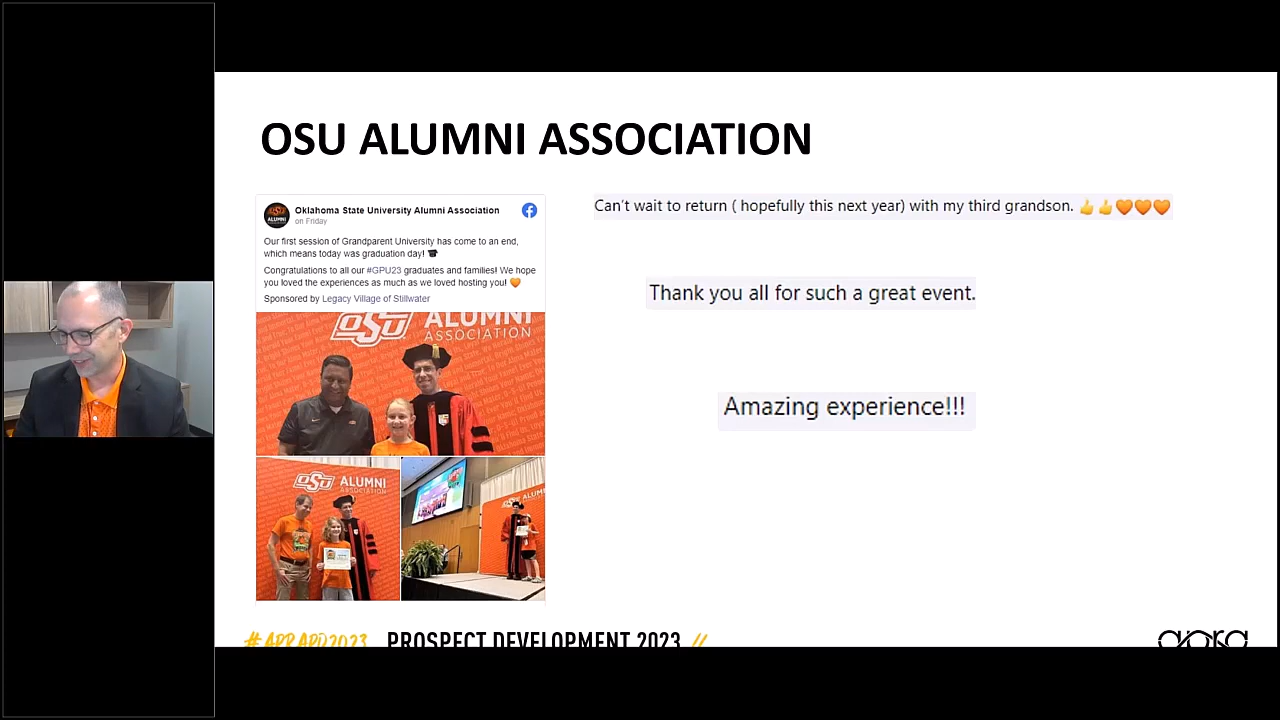 OSU ALUMNI ASSOCIATION
Oklahoma State University Alumni Association
on Friday
Our first session of Grandparent University has come to an end,
which means today was graduation day! 🎓
Congratulations to all our #GPU23 graduates and families! We hope
you loved the experiences as much as we loved hosting you! 🧡
Sponsored by Legacy Village of Stillwater
OSU ALUMNI
ASSOCIATION
OSU ALUMNI
ASSOCIATION
Can't wait to return ( hopefully this next year) with my third grandson. 👍👍🧡🧡🧡
Thank you all for such a great event.
Amazing experience!!!
#APRAPD2023 PROSPECT DEVELOPMENT 2023 //
apra